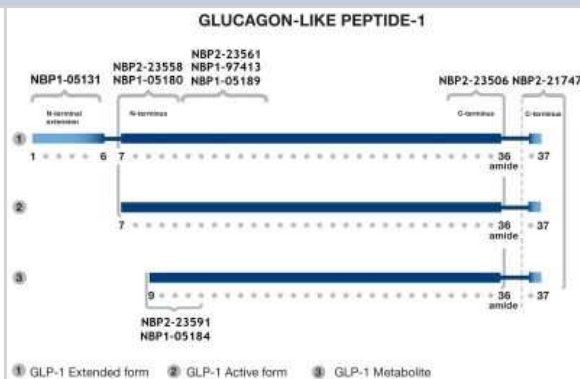 GLUCAGON-LIKE PEPTIDE-1
NBP2-23561
NBP2-23558 NBP1-97413
NBP1-05131 NBP1-05180 NBP1-05189 NBP2-23506 NBP2-21747
N-terminal
extension
N-terminus C-terminus C-terminus
1
1 6 7 36 37
amide
2
7 36 37
amide
3
9 36 37
amide
NBP2-23591
NBP1-05184
1 GLP-1 Extended form 2 GLP-1 Active form 3 GLP-1 Metabolite